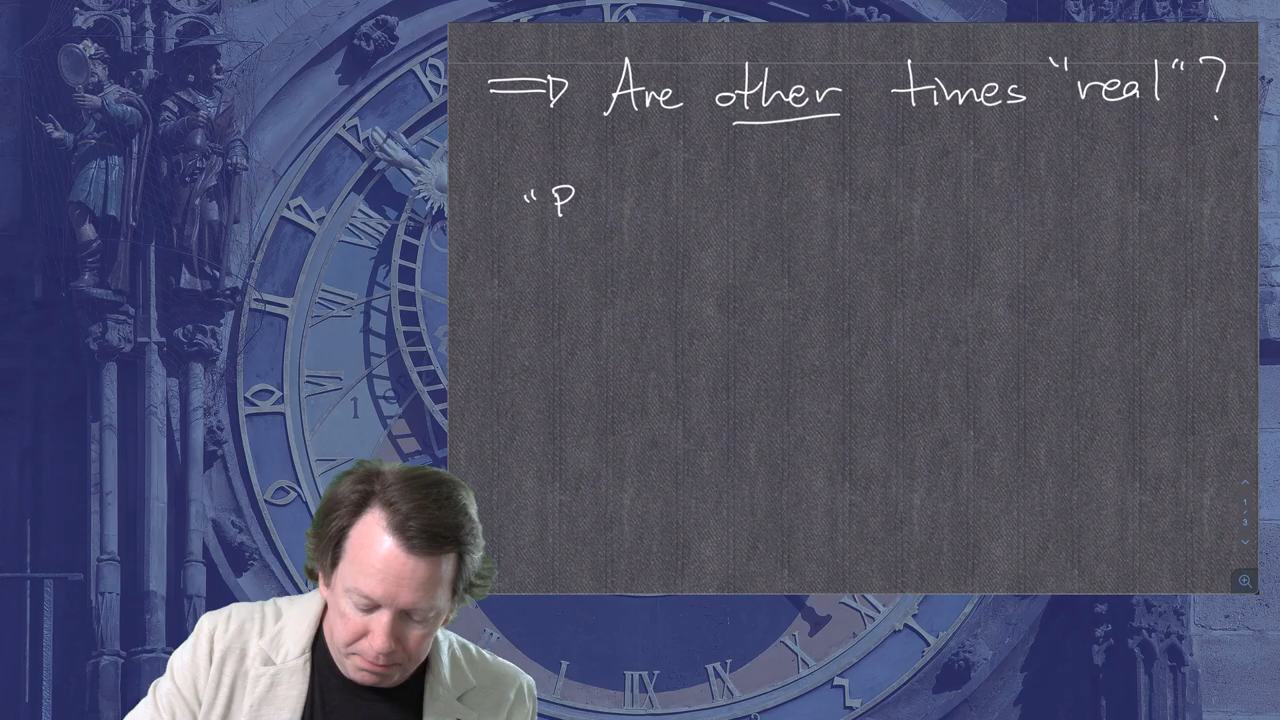 ⇒ Are other times "real"?
"P